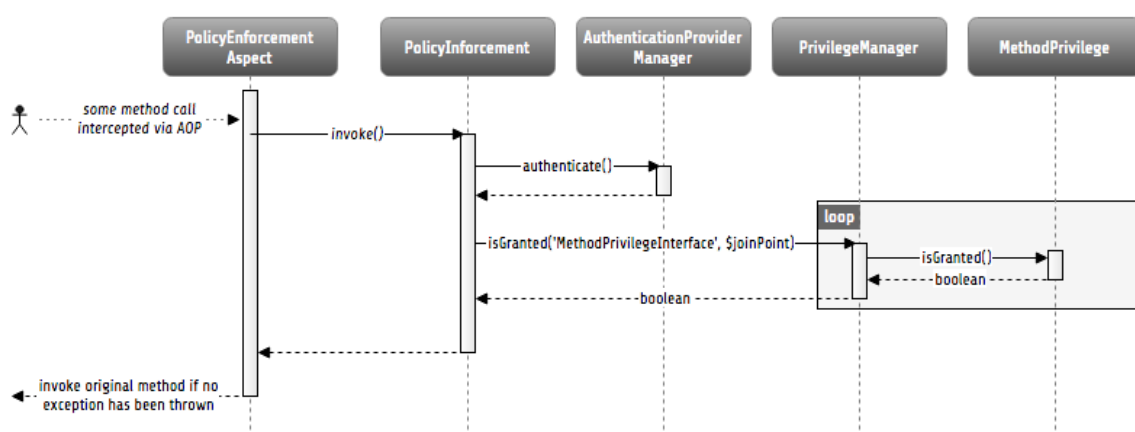 PolicyEnforcement
Aspect
PolicyInforcement
AuthenticationProvider
Manager
PrivilegeManager
MethodPrivilege
some method call
intercepted via AOP
invoke()
authenticate()
loop
isGranted('MethodPrivilegeInterface', $joinPoint)
isGranted()
boolean
boolean
invoke original method if no
exception has been thrown